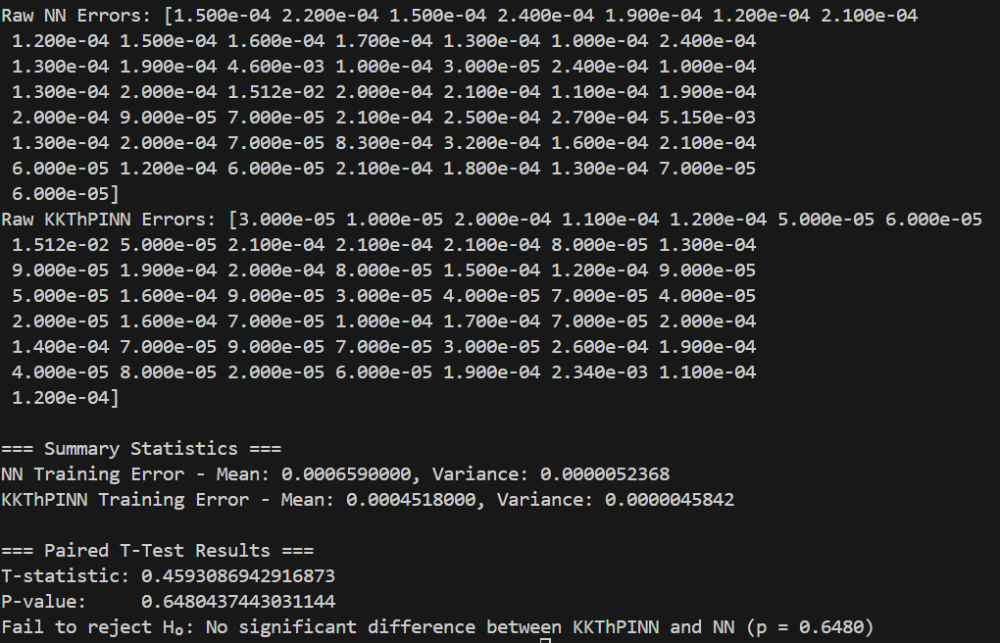 Raw NN Errors: [1.500e-04 2.200e-04 1.500e-04 2.400e-04 1.900e-04 1.200e-04 2.100e-04
1.200e-04 1.500e-04 1.600e-04 1.700e-04 1.300e-04 1.000e-04 2.400e-04
1.300e-04 1.900e-04 4.600e-03 1.000e-04 3.000e-05 2.400e-04 1.000e-04
1.300e-04 2.000e-04 1.512e-02 2.000e-04 2.100e-04 1.100e-04 1.900e-04
2.000e-04 9.000e-05 7.000e-05 2.100e-04 2.500e-04 2.700e-04 5.150e-03
1.300e-04 2.000e-04 7.000e-05 8.300e-04 3.200e-04 1.600e-04 2.100e-04
6.000e-05 1.200e-04 6.000e-05 2.100e-04 1.800e-04 1.300e-04 7.000e-05
6.000e-05]
Raw KKThPINN Errors: [3.000e-05 1.000e-05 2.000e-04 1.100e-04 1.200e-04 5.000e-05 6.000e-05
1.512e-02 5.000e-05 2.100e-04 2.100e-04 2.100e-04 8.000e-05 1.300e-04
9.000e-05 1.900e-04 2.000e-04 8.000e-05 1.500e-04 1.200e-04 9.000e-05
5.000e-05 1.600e-04 9.000e-05 3.000e-05 4.000e-05 7.000e-05 4.000e-05
2.000e-05 1.600e-04 7.000e-05 1.000e-04 1.700e-04 7.000e-05 2.000e-04
1.400e-04 7.000e-05 9.000e-05 7.000e-05 3.000e-05 2.600e-04 1.900e-04
4.000e-05 8.000e-05 2.000e-05 6.000e-05 1.900e-04 2.340e-03 1.100e-04
1.200e-04]
=== Summary Statistics ===
NN Training Error - Mean: 0.0006590000, Variance: 0.0000052368
KKThPINN Training Error - Mean: 0.0004518000, Variance: 0.0000045842
=== Paired T-Test Results ===
T-statistic: 0.4593086942916873
P-value: 0.6480437443031144
Fail to reject H₀: No significant difference between KKThPINN and NN (p = 0.6480)